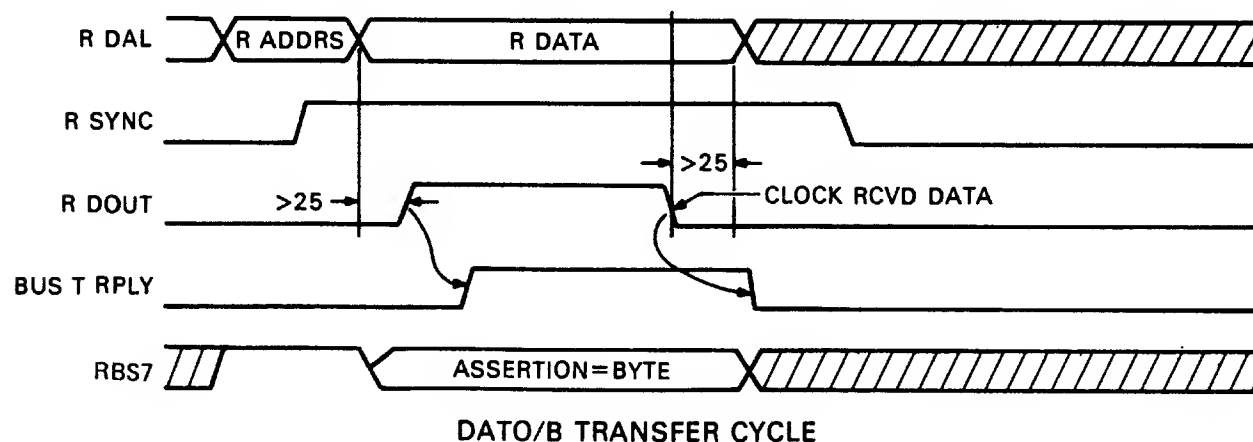 R DAL
R ADDRS
R DATA
R SYNC
>25
R DOUT
>25
CLOCK RCVD DATA
BUS T RPLY
RBS7
ASSERTION=BYTE
DATO/B TRANSFER CYCLE